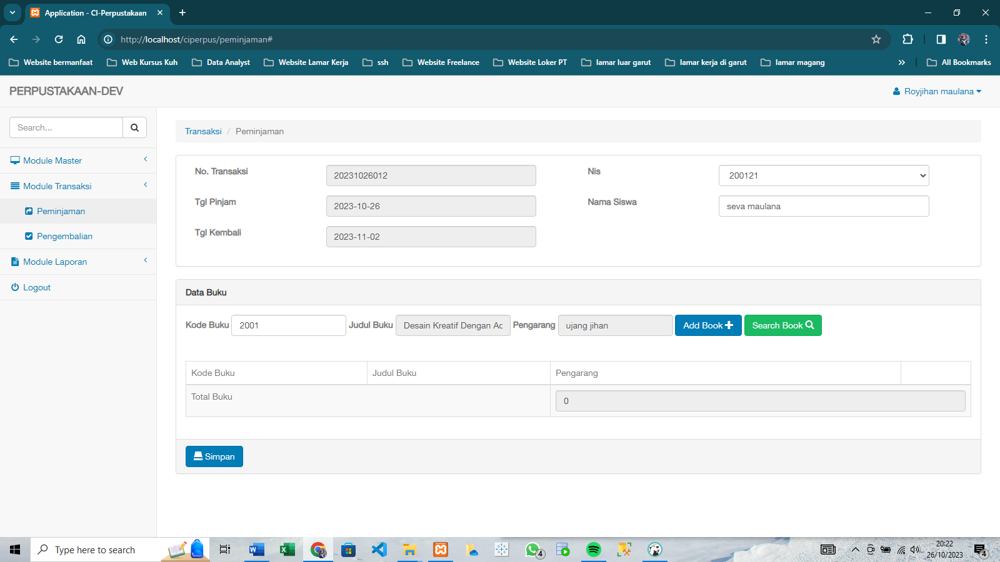 Application - CI-Perpustakaan
http://localhost/ciperpus/peminjaman#
Website bermanfaat Web Kursus Kuh Data Analyst Website Lamar Kerja ssh Website Freelance Website Loker PT lamar luar garut lamar kerja di garut lamar magang All Bookmarks
PERPUSTAKAAN-DEV Royjihan maulana
Search...
Module Master
Module Transaksi
Peminjaman
Pengembalian
Module Laporan
Logout
Transaksi / Peminjaman
No. Transaksi 20231026012 Nis 200121
Tgl Pinjam 2023-10-26 Nama Siswa seva maulana
Tgl Kembali 2023-11-02
Data Buku
Kode Buku 2001 Judul Buku Desain Kreatif Dengan Ac Pengarang ujang jihan Add Book Search Book
Kode Buku Judul Buku Pengarang
Total Buku 0
Simpan
Type here to search
4
20:22
26/10/2023
4